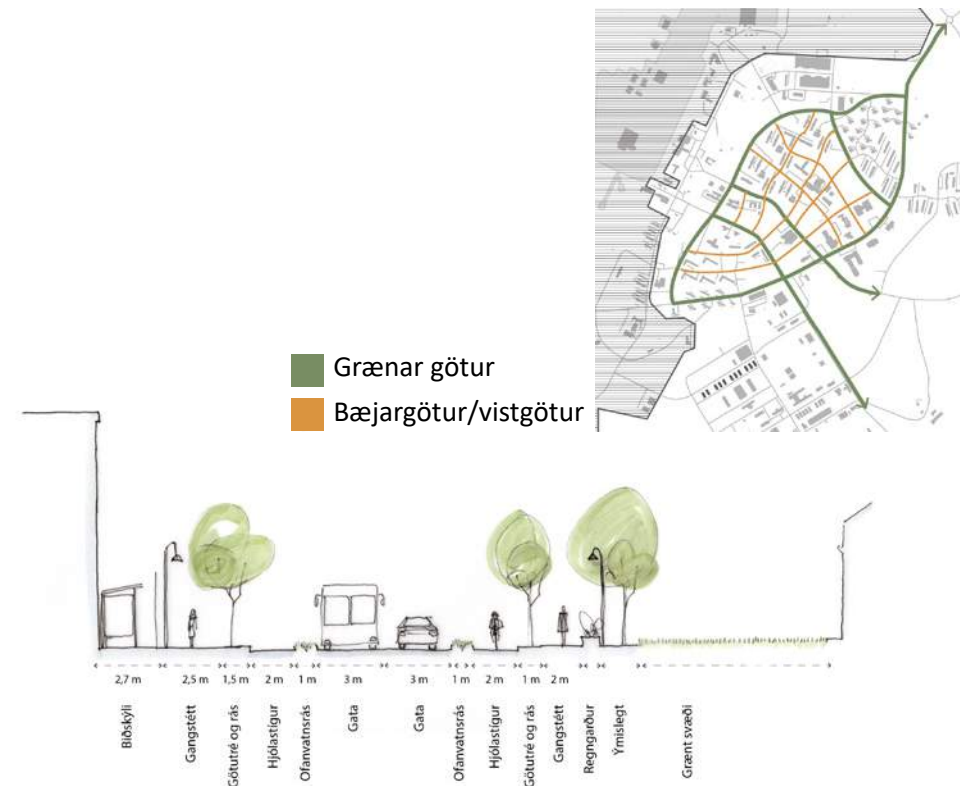 Grænar götur
Bæjargötur/vistgötur
2,7 m 2,5 m 1,5 m 2 m 1 m 3 m 3 m 1 m 2 m 1 m 2 m
Biðskýli
Gangstétt
Götutré og rás
Hjólastígur
Ofanvatnsrás
Gata
Gata
Ofanvatnsrás
Hjólastígur
Götutré og rás
Gangstétt
Regngarður
Ýmislegt
Grænt svæði